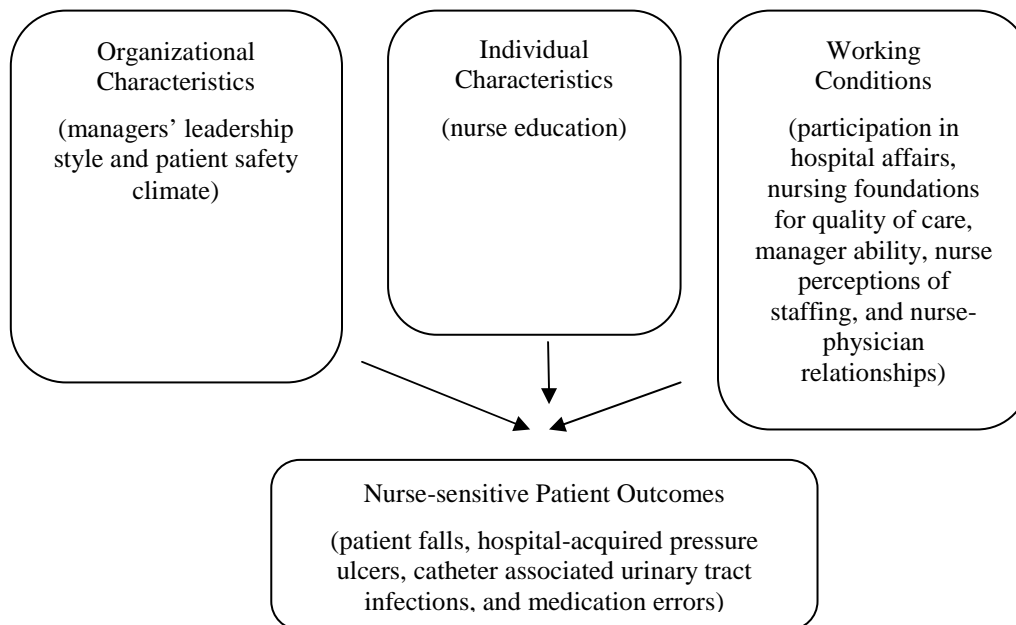 Organizational
Characteristics
(managers’ leadership
style and patient safety
climate)
Individual
Characteristics
(nurse education)
Working
Conditions
(participation in
hospital affairs,
nursing foundations
for quality of care,
manager ability, nurse
perceptions of
staffing, and nurse-
physician
relationships)
Nurse-sensitive Patient Outcomes
(patient falls, hospital-acquired pressure
ulcers, catheter associated urinary tract
infections, and medication errors)